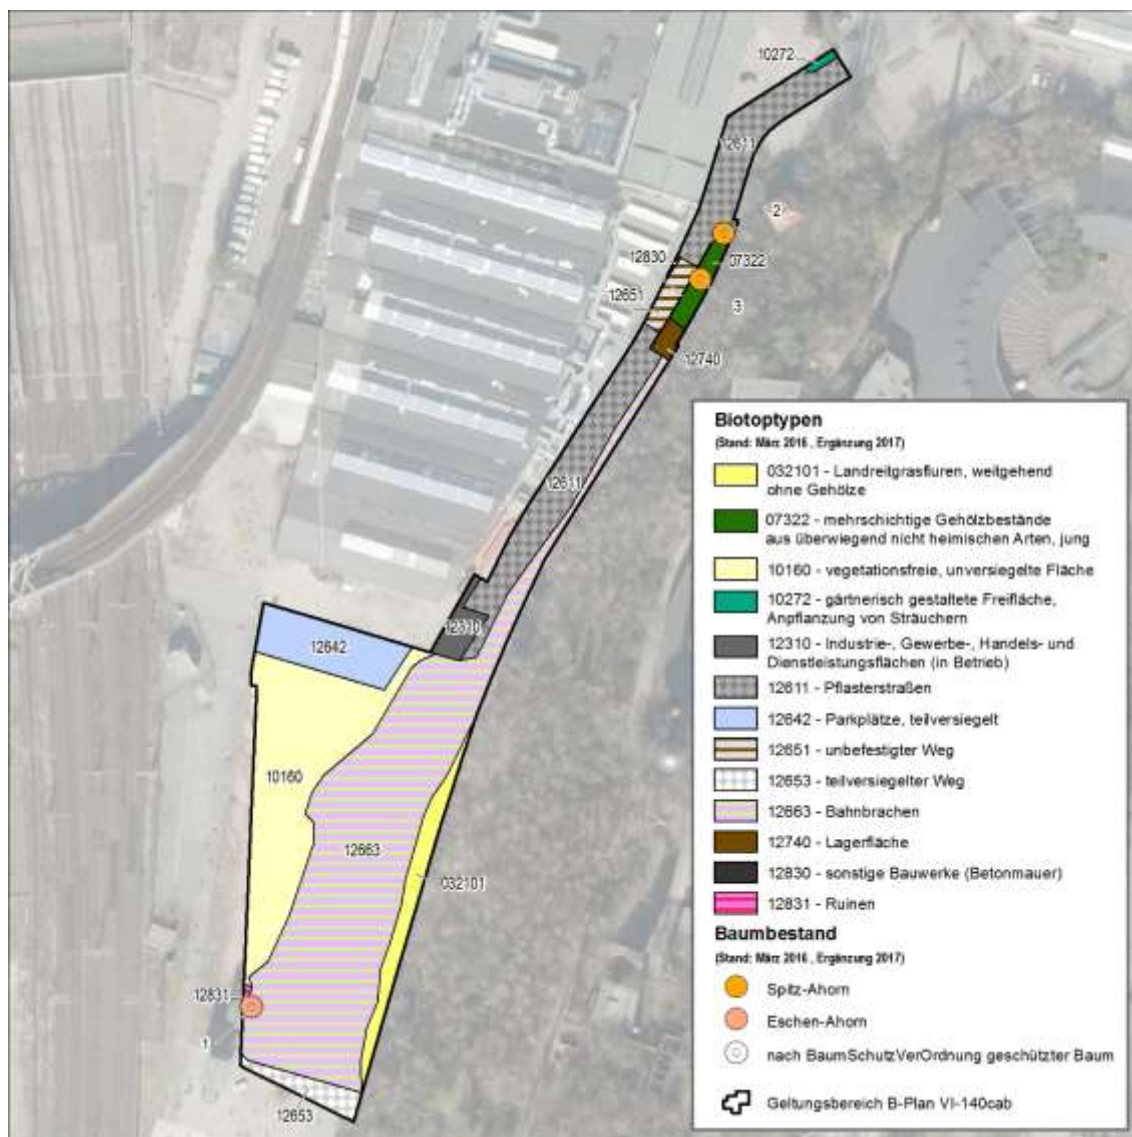 10272
12611
2
12830
07322
12651
3
12740
12611
12310
12642
10160
12663
032101
12831
1
12653
Biotoptypen
(Stand: März 2016 , Ergänzung 2017)
032101 - Landreitgrasfluren, weitgehend
ohne Gehölze
07322 - mehrschichtige Gehölzbestände
aus überwiegend nicht heimischen Arten, jung
10160 - vegetationsfreie, unversiegelte Fläche
10272 - gärtnerisch gestaltete Freifläche,
Anpflanzung von Sträuchern
12310 - Industrie-, Gewerbe-, Handels- und
Dienstleistungsflächen (in Betrieb)
12611 - Pflasterstraßen
12642 - Parkplätze, teilversiegelt
12651 - unbefestigter Weg
12653 - teilversiegelter Weg
12663 - Bahnbrachen
12740 - Lagerfläche
12830 - sonstige Bauwerke (Betonmauer)
12831 - Ruinen
Baumbestand
(Stand: März 2016 , Ergänzung 2017)
Spitz-Ahorn
Eschen-Ahorn
nach BaumSchutzVerOrdnung geschützter Baum
Geltungsbereich B-Plan VI-140cab